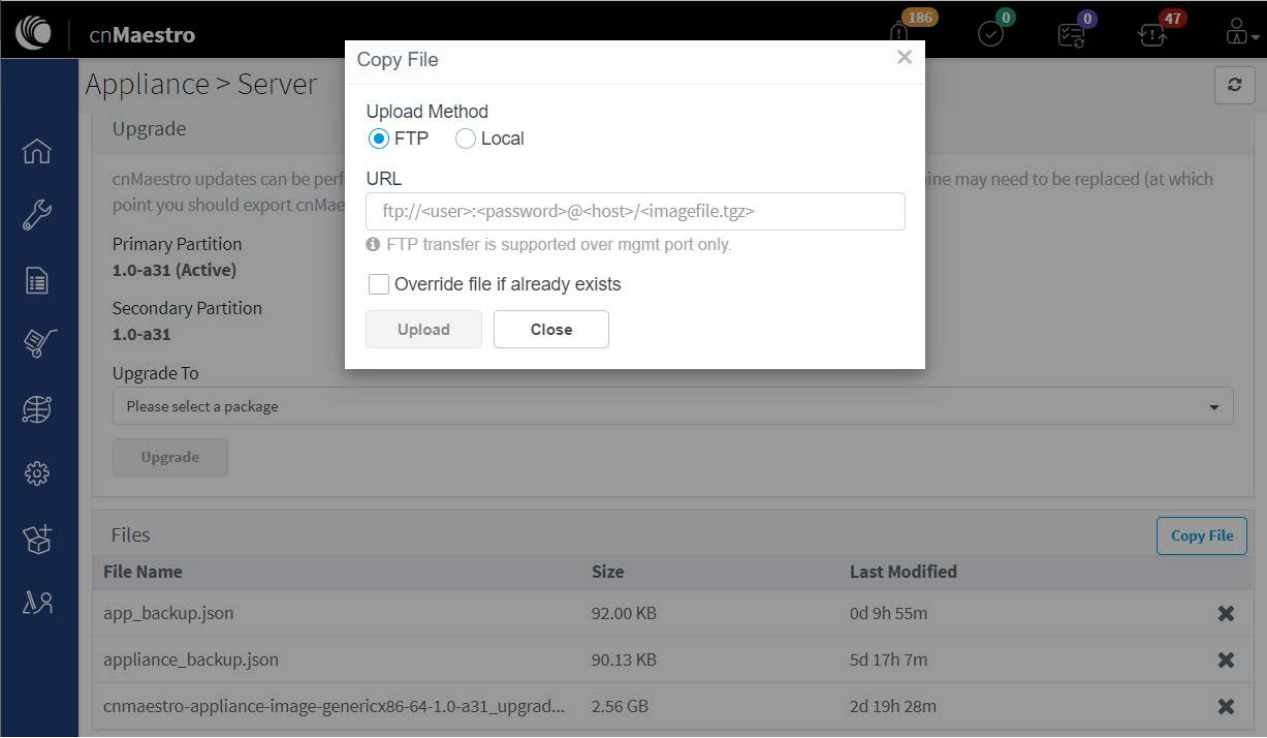 cnMaestro
186
0
0
47
Appliance > Server
Upgrade
cnMaestro updates can be perf
ine may need to be replaced (at which
point you should export cnMae
Primary Partition
1.0-a31 (Active)
Secondary Partition
1.0-a31
Upgrade To
Please select a package
Upgrade
Copy File
Upload Method
FTP Local
URL
ftp://<user>:<password>@<host>/<imagefile.tgz>
FTP transfer is supported over mgmt port only.
Override file if already exists
Upload Close
Files Copy File
File Name Size Last Modified
app_backup.json 92.00 KB 0d 9h 55m
appliance_backup.json 90.13 KB 5d 17h 7m
cnmaestro-appliance-image-genericx86-64-1.0-a31_upgrad... 2.56 GB 2d 19h 28m